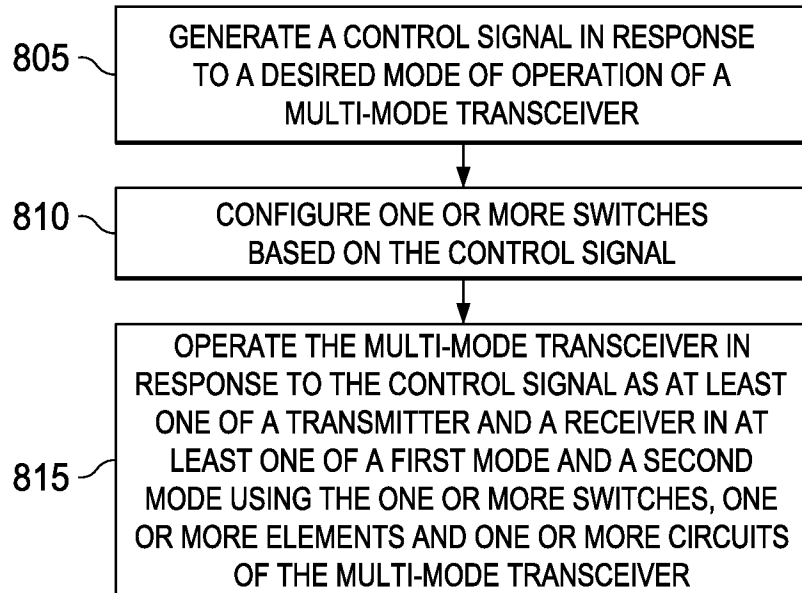 805
GENERATE A CONTROL SIGNAL IN RESPONSE
TO A DESIRED MODE OF OPERATION OF A
MULTI-MODE TRANSCEIVER
810
CONFIGURE ONE OR MORE SWITCHES
BASED ON THE CONTROL SIGNAL
815
OPERATE THE MULTI-MODE TRANSCEIVER IN
RESPONSE TO THE CONTROL SIGNAL AS AT LEAST
ONE OF A TRANSMITTER AND A RECEIVER IN AT
LEAST ONE OF A FIRST MODE AND A SECOND
MODE USING THE ONE OR MORE SWITCHES, ONE
OR MORE ELEMENTS AND ONE OR MORE CIRCUITS
OF THE MULTI-MODE TRANSCEIVER